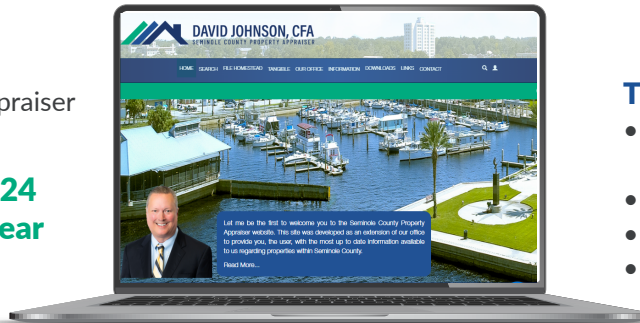 DAVID JOHNSON, CFA
SEMINOLE COUNTY PROPERTY APPRAISER
HOME SEARCH FILE HOMESTEAD TANGIBLE OUR OFFICE INFORMATION DOWNLOADS LINKS CONTACT
praiser
24
ear
T
Let me be the first to welcome you to the Seminole County Property
Appraiser website. This site was developed as an extension of our office
to provide you, the user, with the most up to date information available
to us regarding properties within Seminole County.
Read More...